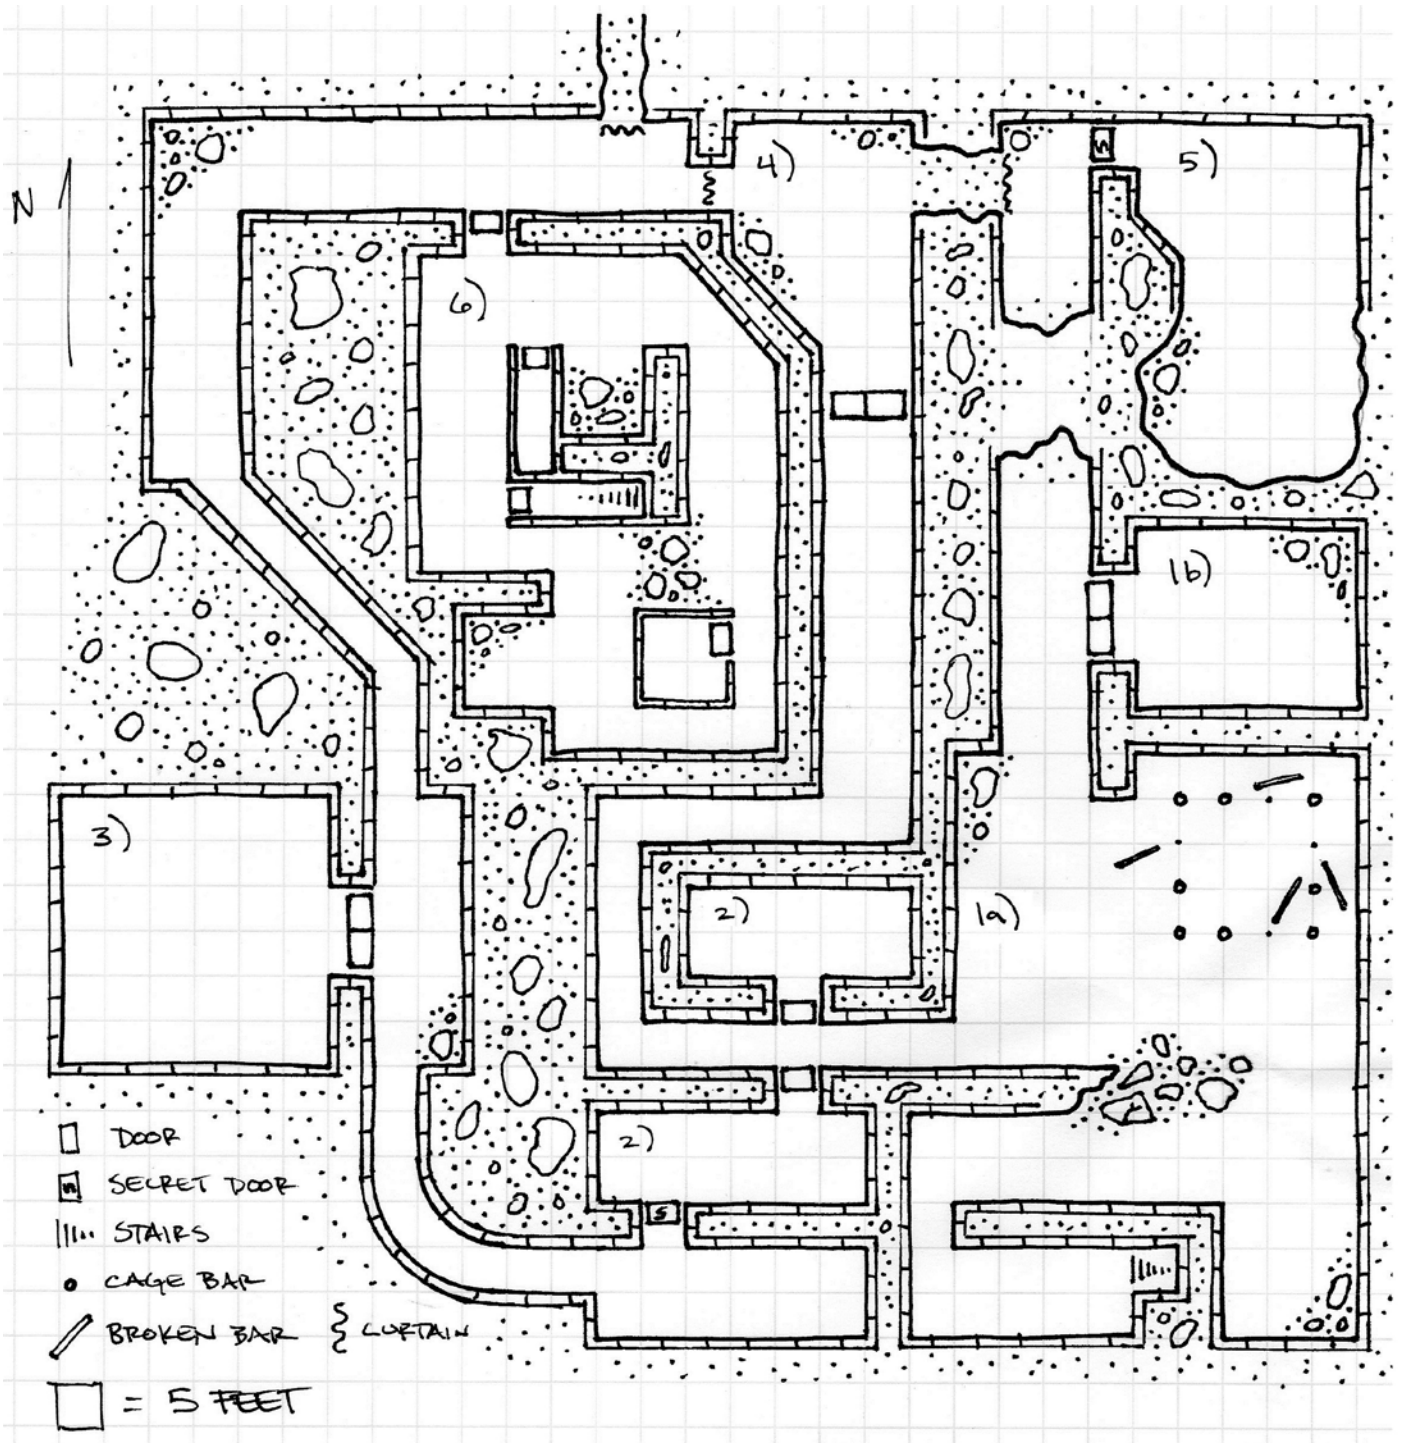 N
4)
5)
6)
1b)
3)
2)
1a)
2)
S
S
DOOR
S SECRET DOOR
STAIRS
CAGE BAR
BROKEN BAR
CURTAIN
= 5 FEET